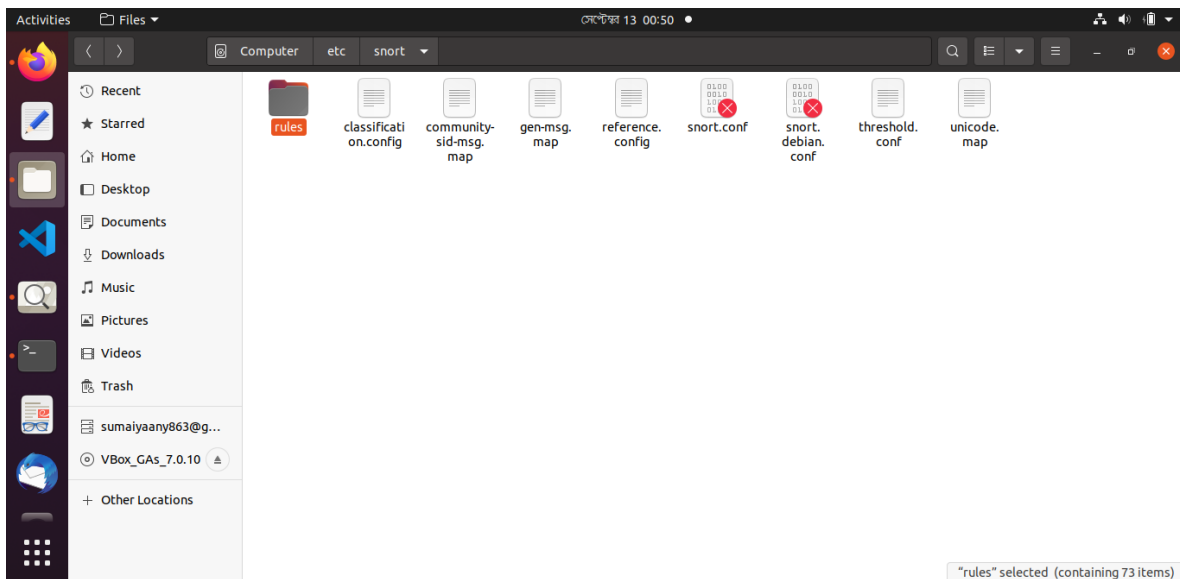 Activities Files সেপ্টেম্বর 13 00:50
Computer etc snort
Recent
Starred
Home
Desktop
Documents
Downloads
Music
Pictures
Videos
Trash
sumaiyaany863@g...
VBox_GAs_7.0.10
Other Locations
rules
classificati
on.config
community-
sid-msg.
map
gen-msg.
map
reference.
config
snort.conf
snort.
debian.
conf
threshold.
conf
unicode.
map
"rules" selected (containing 73 items)